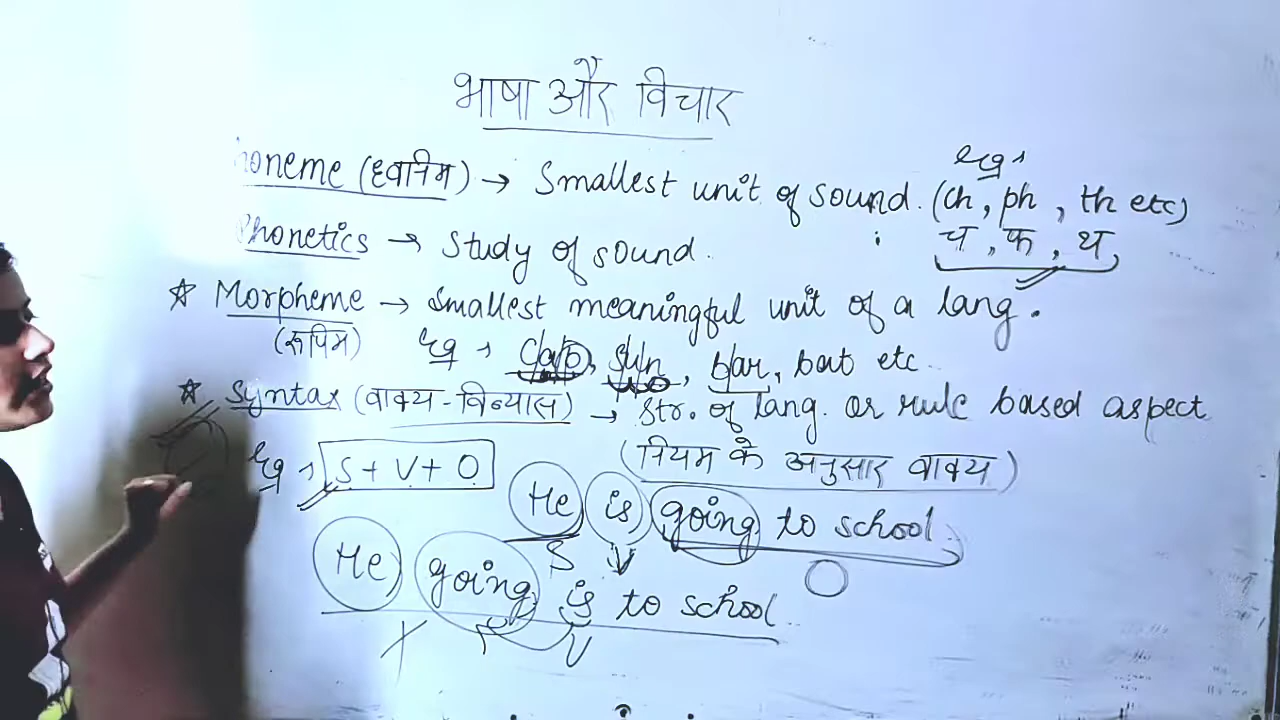 भाषा और विचार
honeme (ध्वनिम) → Smallest unit of sound. eg → (ch, ph, th etc)
च, फ, थ
Phonetics → Study of sound.
* Morpheme → Smallest meaningful unit of a lang.
(रूपिम) eg → Cat, sun, bar, bat etc.
* Syntax (वाक्य-विन्यास) → Str. of lang. or rule based aspect
(नियम के अनुसार वाक्य)
eg → S + V + O
He is going to school.
S V O
He going is to school
X V